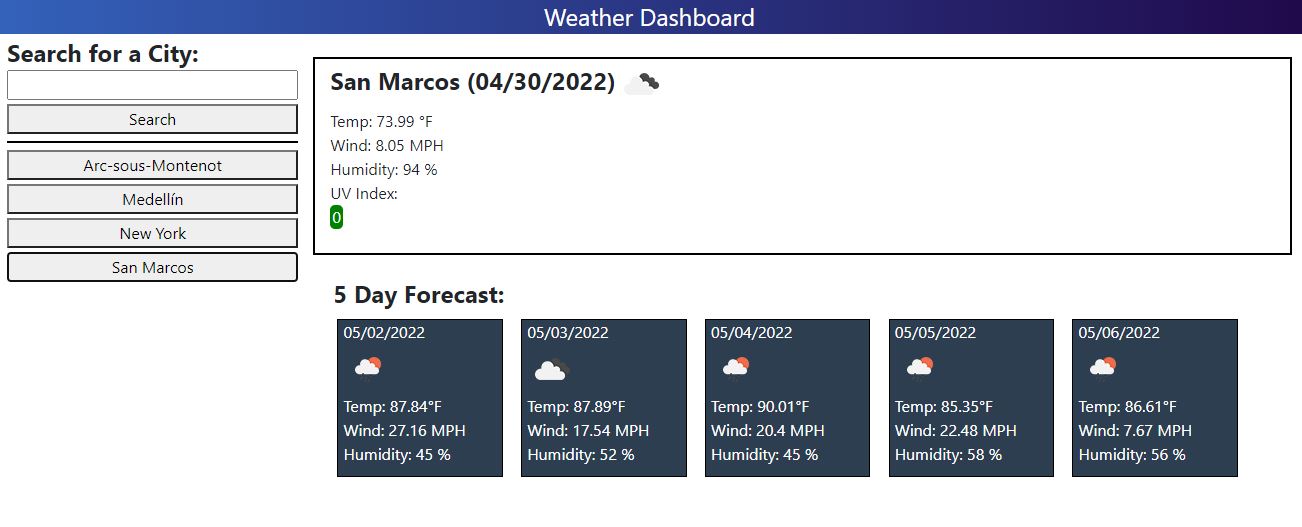 Weather Dashboard
Search for a City:
Search
Arc-sous-Montenot
Medellín
New York
San Marcos
San Marcos (04/30/2022)
Temp: 73.99 °F
Wind: 8.05 MPH
Humidity: 94 %
UV Index:
0
5 Day Forecast:
05/02/2022
Temp: 87.84°F
Wind: 27.16 MPH
Humidity: 45 %
05/03/2022
Temp: 87.89°F
Wind: 17.54 MPH
Humidity: 52 %
05/04/2022
Temp: 90.01°F
Wind: 20.4 MPH
Humidity: 45 %
05/05/2022
Temp: 85.35°F
Wind: 22.48 MPH
Humidity: 58 %
05/06/2022
Temp: 86.61°F
Wind: 7.67 MPH
Humidity: 56 %